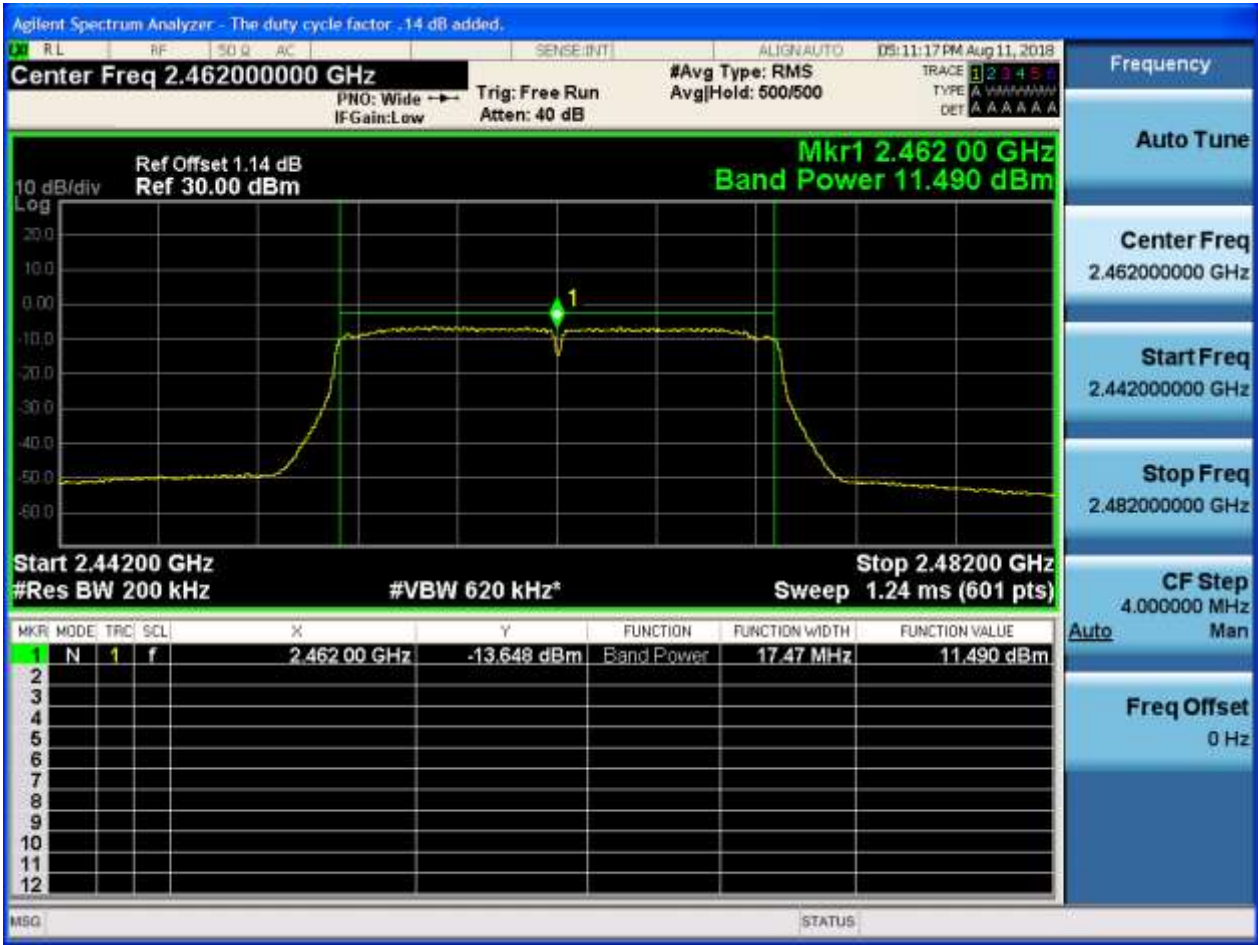 Agilent Spectrum Analyzer - The duty cycle factor .14 dB added.
RL RF 50 Ω AC SENSE:INT ALIGNAUTO 05:11:17 PM Aug 11, 2018
Center Freq 2.462000000 GHz
#Avg Type: RMS
Avg|Hold: 500/500
TRACE 1 2 3 4 5 6
TYPE A WWWWW
DET A A A A A A
PNO: Wide
IFGain:Low
Trig: Free Run
Atten: 40 dB
Frequency
Mkr1 2.462 00 GHz
Band Power 11.490 dBm
Ref Offset 1.14 dB
Ref 30.00 dBm
10 dB/div
Log
20.0
10.0
0.00
-10.0
-20.0
-30.0
-40.0
-50.0
-60.0
1
Start 2.44200 GHz
Stop 2.48200 GHz
#Res BW 200 kHz
#VBW 620 kHz*
Sweep 1.24 ms (601 pts)
MKR MODE TRC SCL X Y FUNCTION FUNCTION WIDTH FUNCTION VALUE
1 N 1 f 2.462 00 GHz -13.648 dBm Band Power 17.47 MHz 11.490 dBm
2
3
4
5
6
7
8
9
10
11
12
MSG STATUS
Auto Tune
Center Freq
2.462000000 GHz
Start Freq
2.442000000 GHz
Stop Freq
2.482000000 GHz
CF Step
4.000000 MHz
Auto Man
Freq Offset
0 Hz